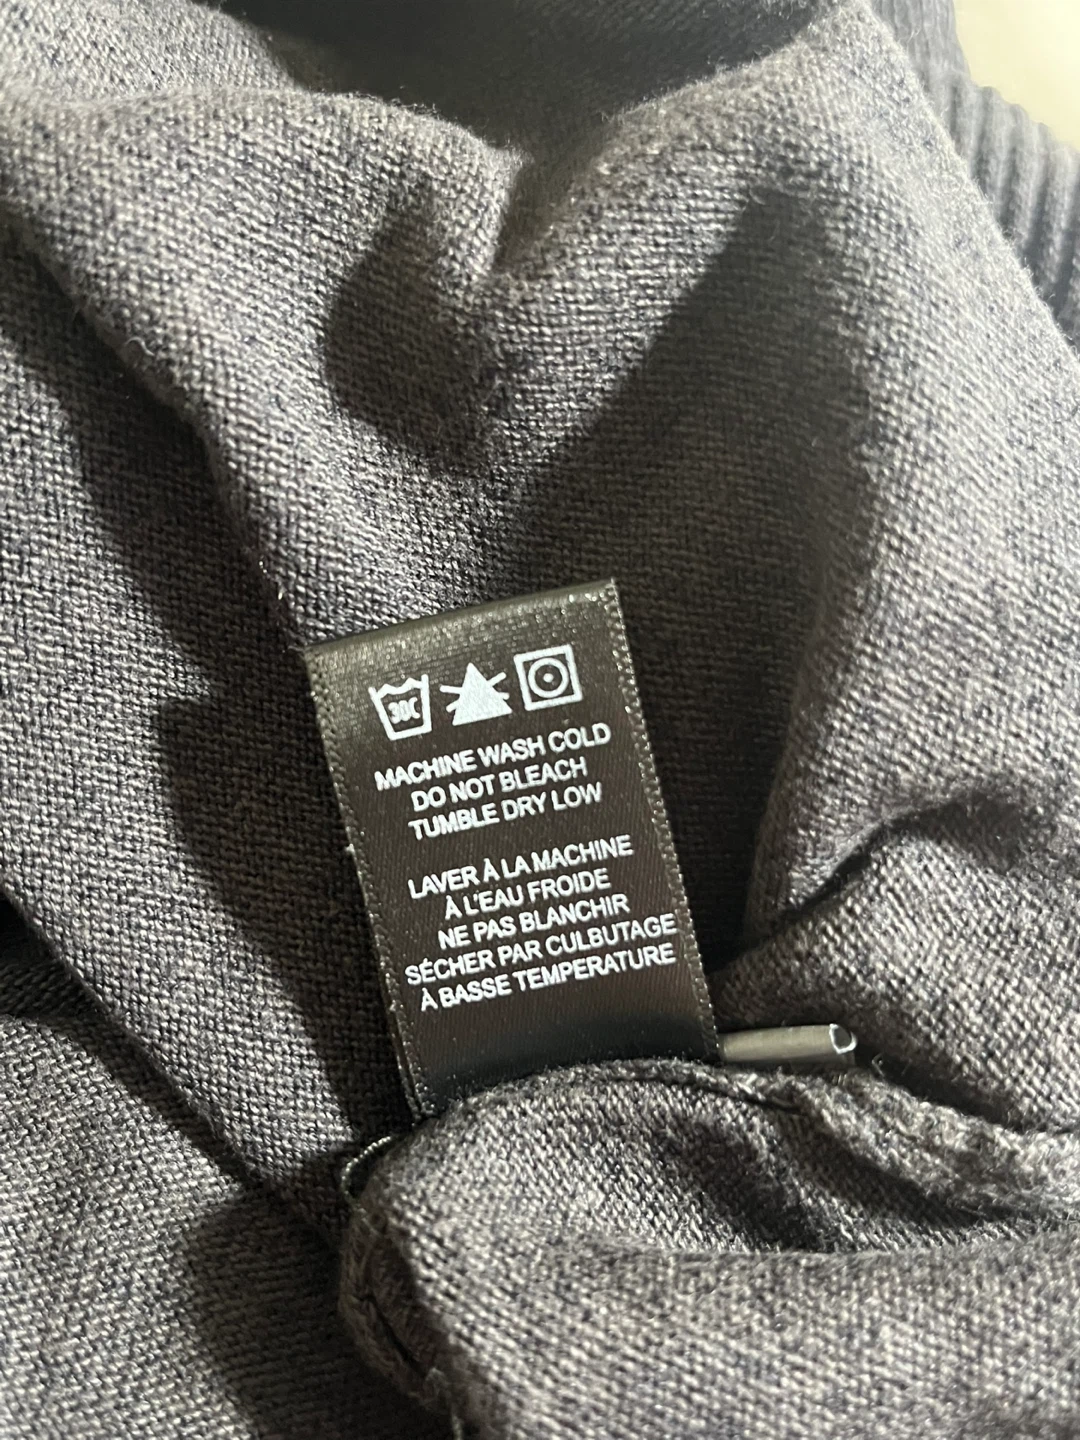 30C
MACHINE WASH COLD
DO NOT BLEACH
TUMBLE DRY LOW
LAVER À LA MACHINE
À L'EAU FROIDE
NE PAS BLANCHIR
SÉCHER PAR CULBUTAGE
À BASSE TEMPERATURE